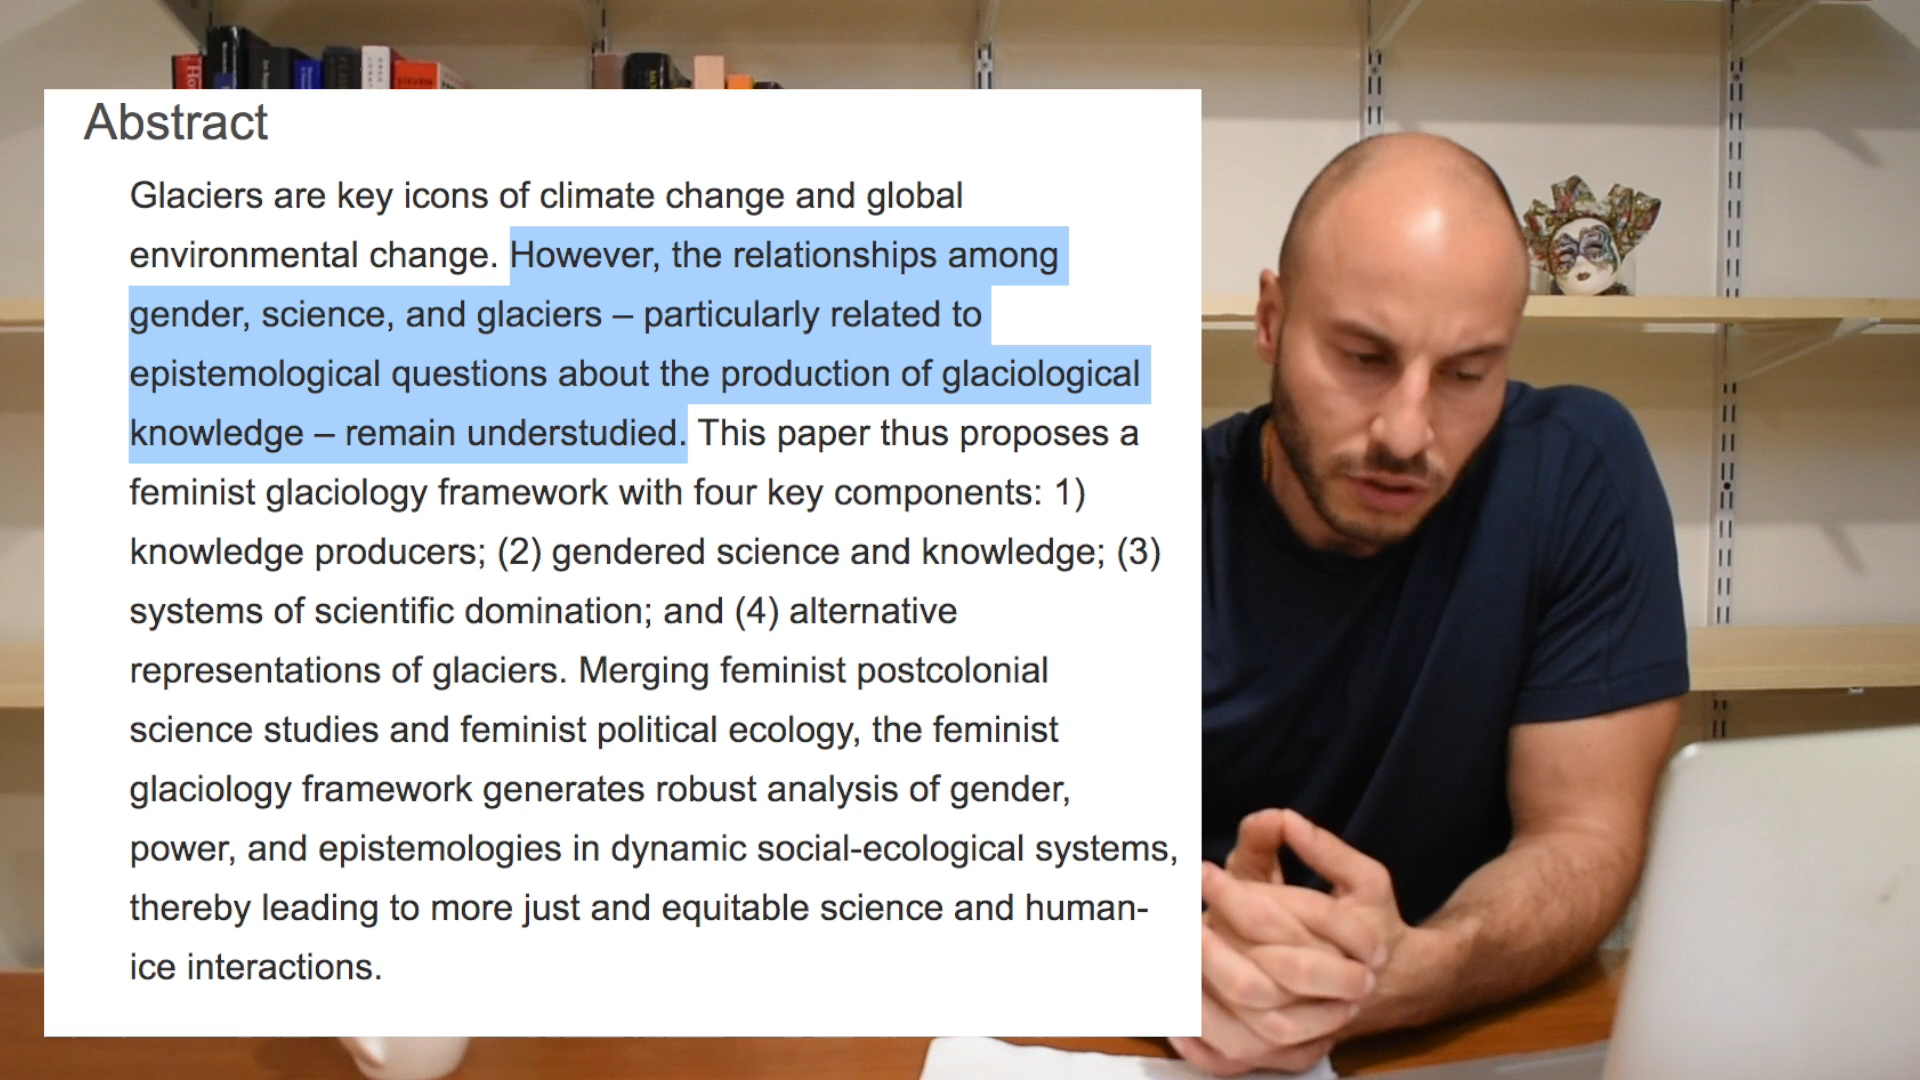 STEVEN
Abstract
Glaciers are key icons of climate change and global
environmental change. However, the relationships among
gender, science, and glaciers – particularly related to
epistemological questions about the production of glaciological
knowledge – remain understudied. This paper thus proposes a
feminist glaciology framework with four key components: 1)
knowledge producers; (2) gendered science and knowledge; (3)
systems of scientific domination; and (4) alternative
representations of glaciers. Merging feminist postcolonial
science studies and feminist political ecology, the feminist
glaciology framework generates robust analysis of gender,
power, and epistemologies in dynamic social-ecological systems,
thereby leading to more just and equitable science and human-
ice interactions.